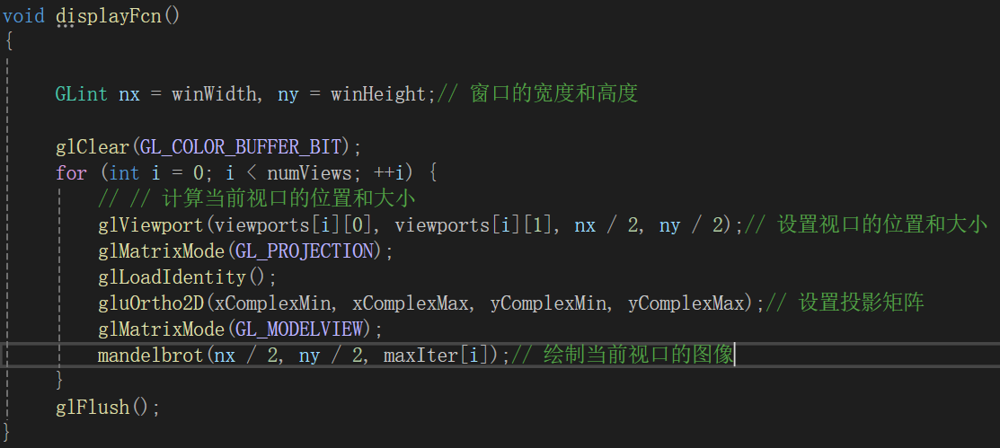 void displayFcn()
{
GLint nx = winWidth, ny = winHeight;// 窗口的宽度和高度
glClear(GL_COLOR_BUFFER_BIT);
for (int i = 0; i < numViews; ++i) {
// // 计算当前视口的位置和大小
glViewport(viewports[i][0], viewports[i][1], nx / 2, ny / 2);// 设置视口的位置和大小
glMatrixMode(GL_PROJECTION);
glLoadIdentity();
gluOrtho2D(xComplexMin, xComplexMax, yComplexMin, yComplexMax);// 设置投影矩阵
glMatrixMode(GL_MODELVIEW);
mandelbrot(nx / 2, ny / 2, maxIter[i]);// 绘制当前视口的图像
}
glFlush();
}